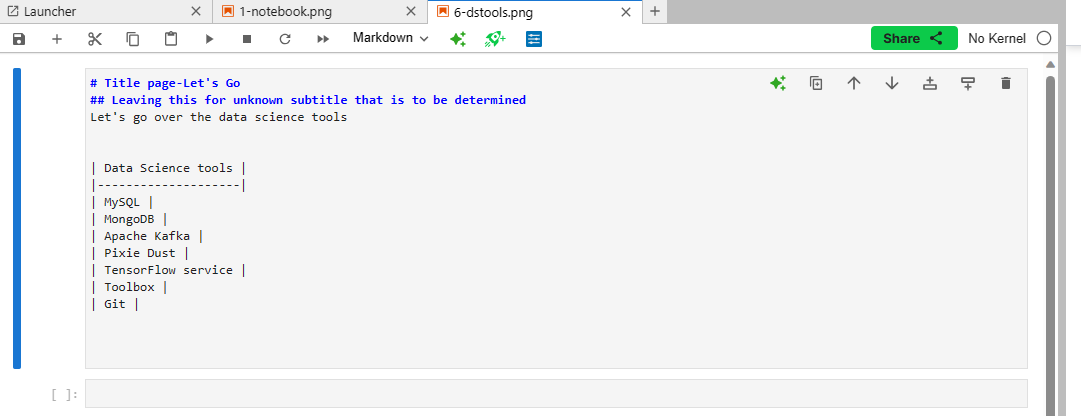 Launcher
1-notebook.png
6-dstools.png
Markdown
Share
No Kernel
# Title page-Let's Go
## Leaving this for unknown subtitle that is to be determined
Let's go over the data science tools
| Data Science tools |
|--------------------|
| MySQL |
| MongoDB |
| Apache Kafka |
| Pixie Dust |
| TensorFlow service |
| Toolbox |
| Git |
[ ]: